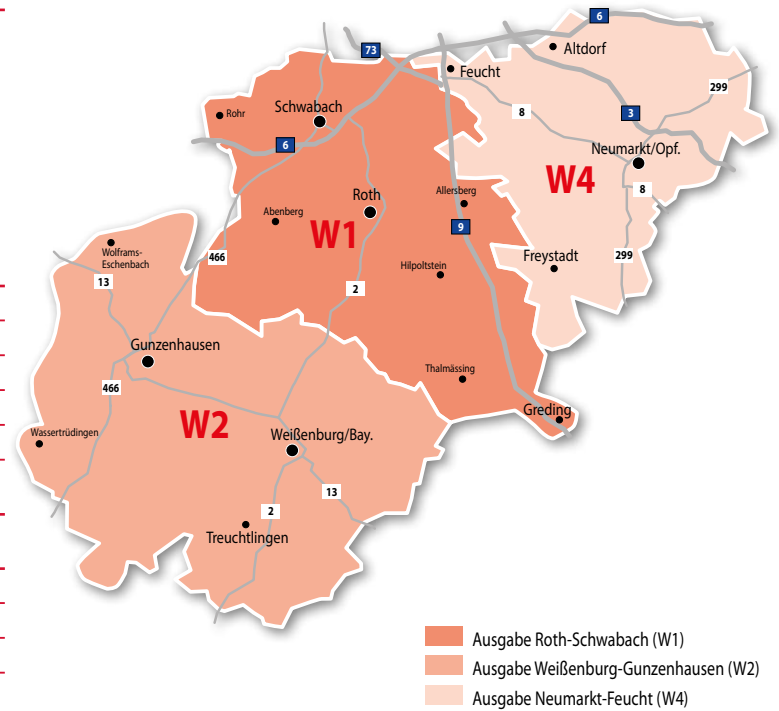 6
73
Altdorf
Feucht
299
8
3
Rohr
Schwabach
6
Neumarkt/Opf.
W4
8
Roth
Allersberg
Abenberg
W1
9
Wolframs-
Eschenbach
466
Hilpoltstein
Freystadt
299
13
2
Gunzenhausen
466
Thalmässing
Greding
W2
Wassertrüdingen
Weißenburg/Bay.
13
2
Treuchtlingen
Ausgabe Roth-Schwabach (W1)
Ausgabe Weißenburg-Gunzenhausen (W2)
Ausgabe Neumarkt-Feucht (W4)